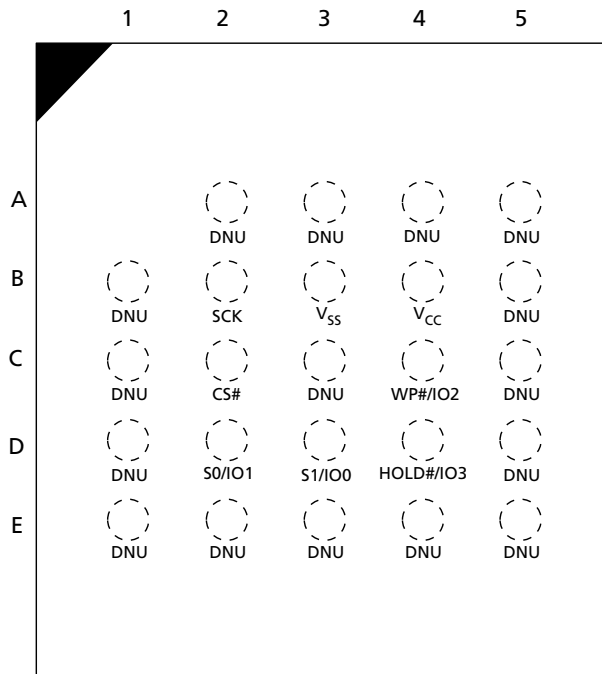 1 2 3 4 5
A
DNU DNU DNU DNU
B
DNU SCK VSS VCC DNU
C
DNU CS# DNU WP#/IO2 DNU
D
DNU S0/IO1 S1/IO0 HOLD#/IO3 DNU
E
DNU DNU DNU DNU DNU